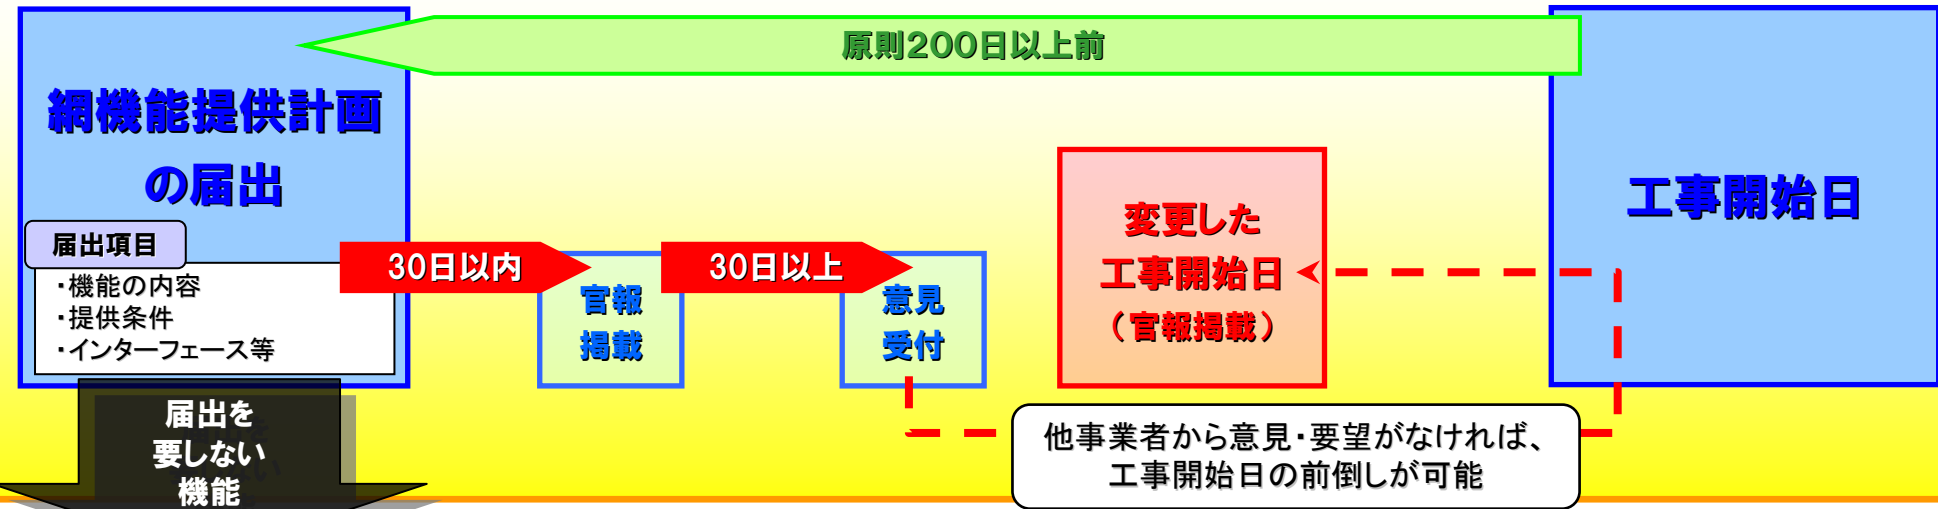 原則200日以上前
網機能提供計画
の届出
届出項目
・機能の内容
・提供条件
・インターフェース等
30日以内
官報
掲載
30日以上
意見
受付
変更した
工事開始日
（官報掲載）
工事開始日
他事業者から意見・要望がなければ、
工事開始日の前倒しが可能
届出を
要しない
機能